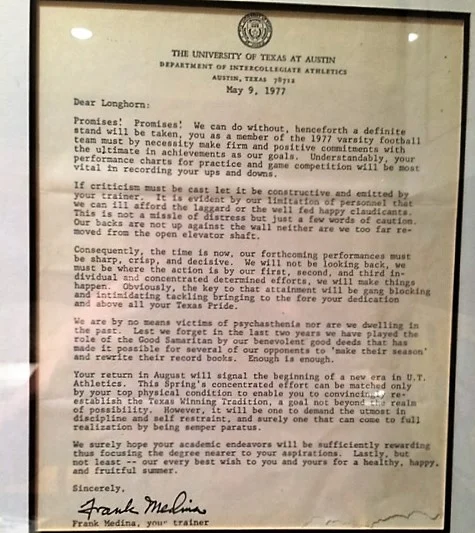 THE UNIVERSITY OF TEXAS AT AUSTIN
DEPARTMENT OF INTERCOLLEGIATE ATHLETICS
AUSTIN, TEXAS 78712
May 9, 1977
Dear Longhorn:
Promises! Promises! We can do without, henceforth a definite
stand will be taken, you as a member of the 1977 varsity football
team must by necessity make firm and positive commitments with
the ultimate in achievements as our goals. Understandably, your
performance charts for practice and game competition will be most
vital in recording your ups and downs.
If criticism must be cast let it be constructive and emitted by
your trainer. It is evident by our limitation of personnel that
we can ill afford the laggard or the well fed happy claudicants.
This is not a missle of distress but just a few words of caution.
Our backs are not up against the wall neither are we too far re-
moved from the open elevator shaft.
Consequently, the time is now, our forthcoming performances must
be sharp, crisp, and decisive. We will not be looking back, we
must be where the action is by our first, second, and third in-
dividual and concentrated determined efforts, we will make things
happen. Obviously, the key to that attainment will be gang blocking
and intimidating tackling bringing to the fore your dedication
and above all your Texas Pride.
We are by no means victims of psychasthenia nor are we dwelling in
the past. Lest we forget in the last two years we have played the
role of the Good Samaritan by our benevolent good deeds that has
made it possible for several of our opponents to 'make their season'
and rewrite their record books. Enough is enough.
Your return in August will signal the beginning of a new era in U.T.
Athletics. This Spring's concentrated effort can be matched only
by your top physical condition to enable you to convincingly re-
establish the Texas Winning Tradition, a goal not beyond the realm
of possibility. However, it will be one to demand the utmost in
discipline and self restraint, and surely one that can come to full
realization by being semper paratus.
We surely hope your academic endeavors will be sufficiently rewarding
thus focusing the degree nearer to your aspirations. Lastly, but
not least -- our every best wish to you and yours for a healthy, happy,
and fruitful summer.
Sincerely,
Frank Medina
Frank Medina, your trainer